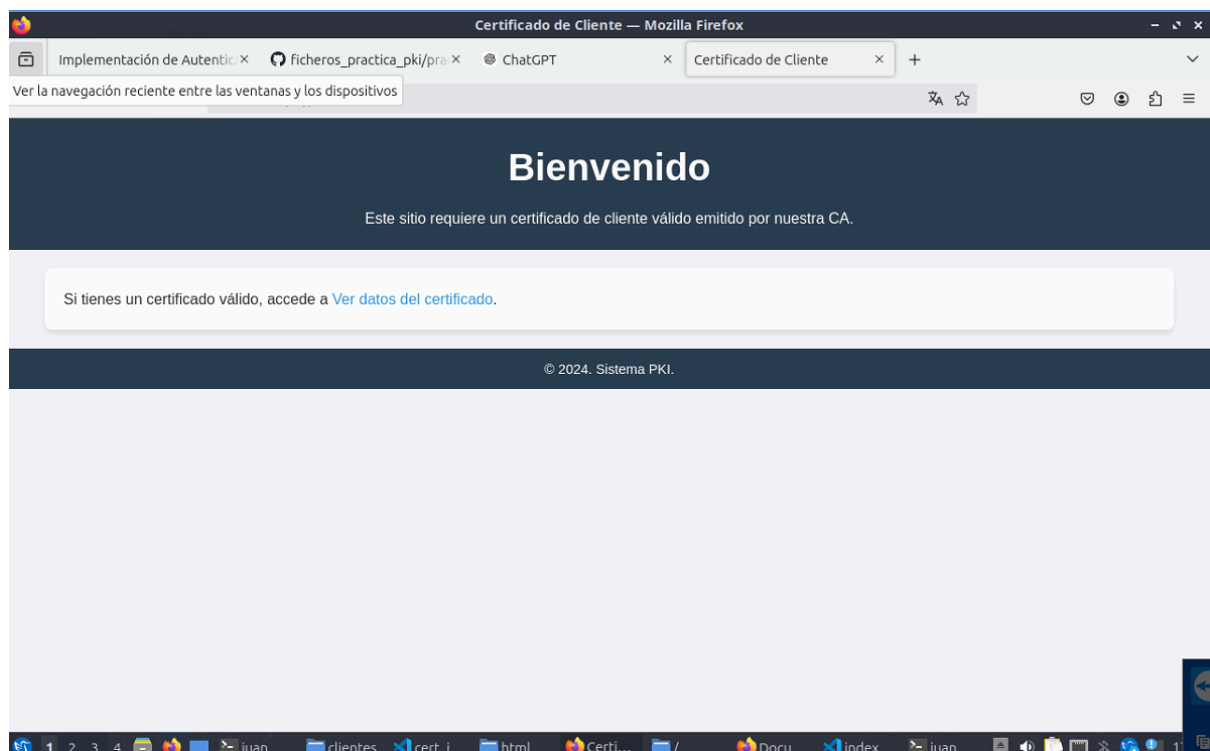 Certificado de Cliente — Mozilla Firefox
Implementación de Autentic
ficheros_practica_pki/pra
ChatGPT
Certificado de Cliente
Ver la navegación reciente entre las ventanas y los dispositivos
Bienvenido
Este sitio requiere un certificado de cliente válido emitido por nuestra CA.
Si tienes un certificado válido, accede a Ver datos del certificado.
© 2024. Sistema PKI.
1 2 3 4 juan clientes cert_i html Certi... / Docu index juan